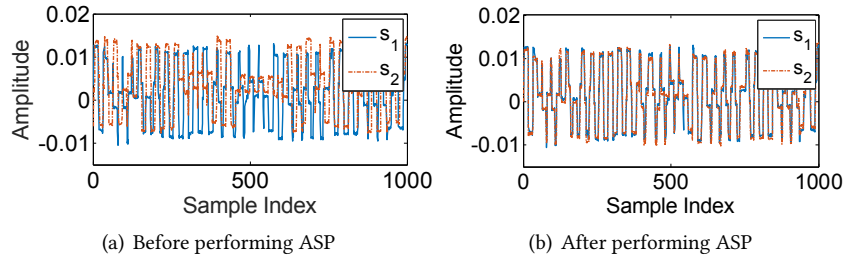 0.02
0.01
0
-0.01
Amplitude
s1
s2
0 500 1000
Sample Index
(a) Before performing ASP
0.02
0.01
0
-0.01
Amplitude
s1
s2
0 500 1000
Sample Index
(b) After performing ASP